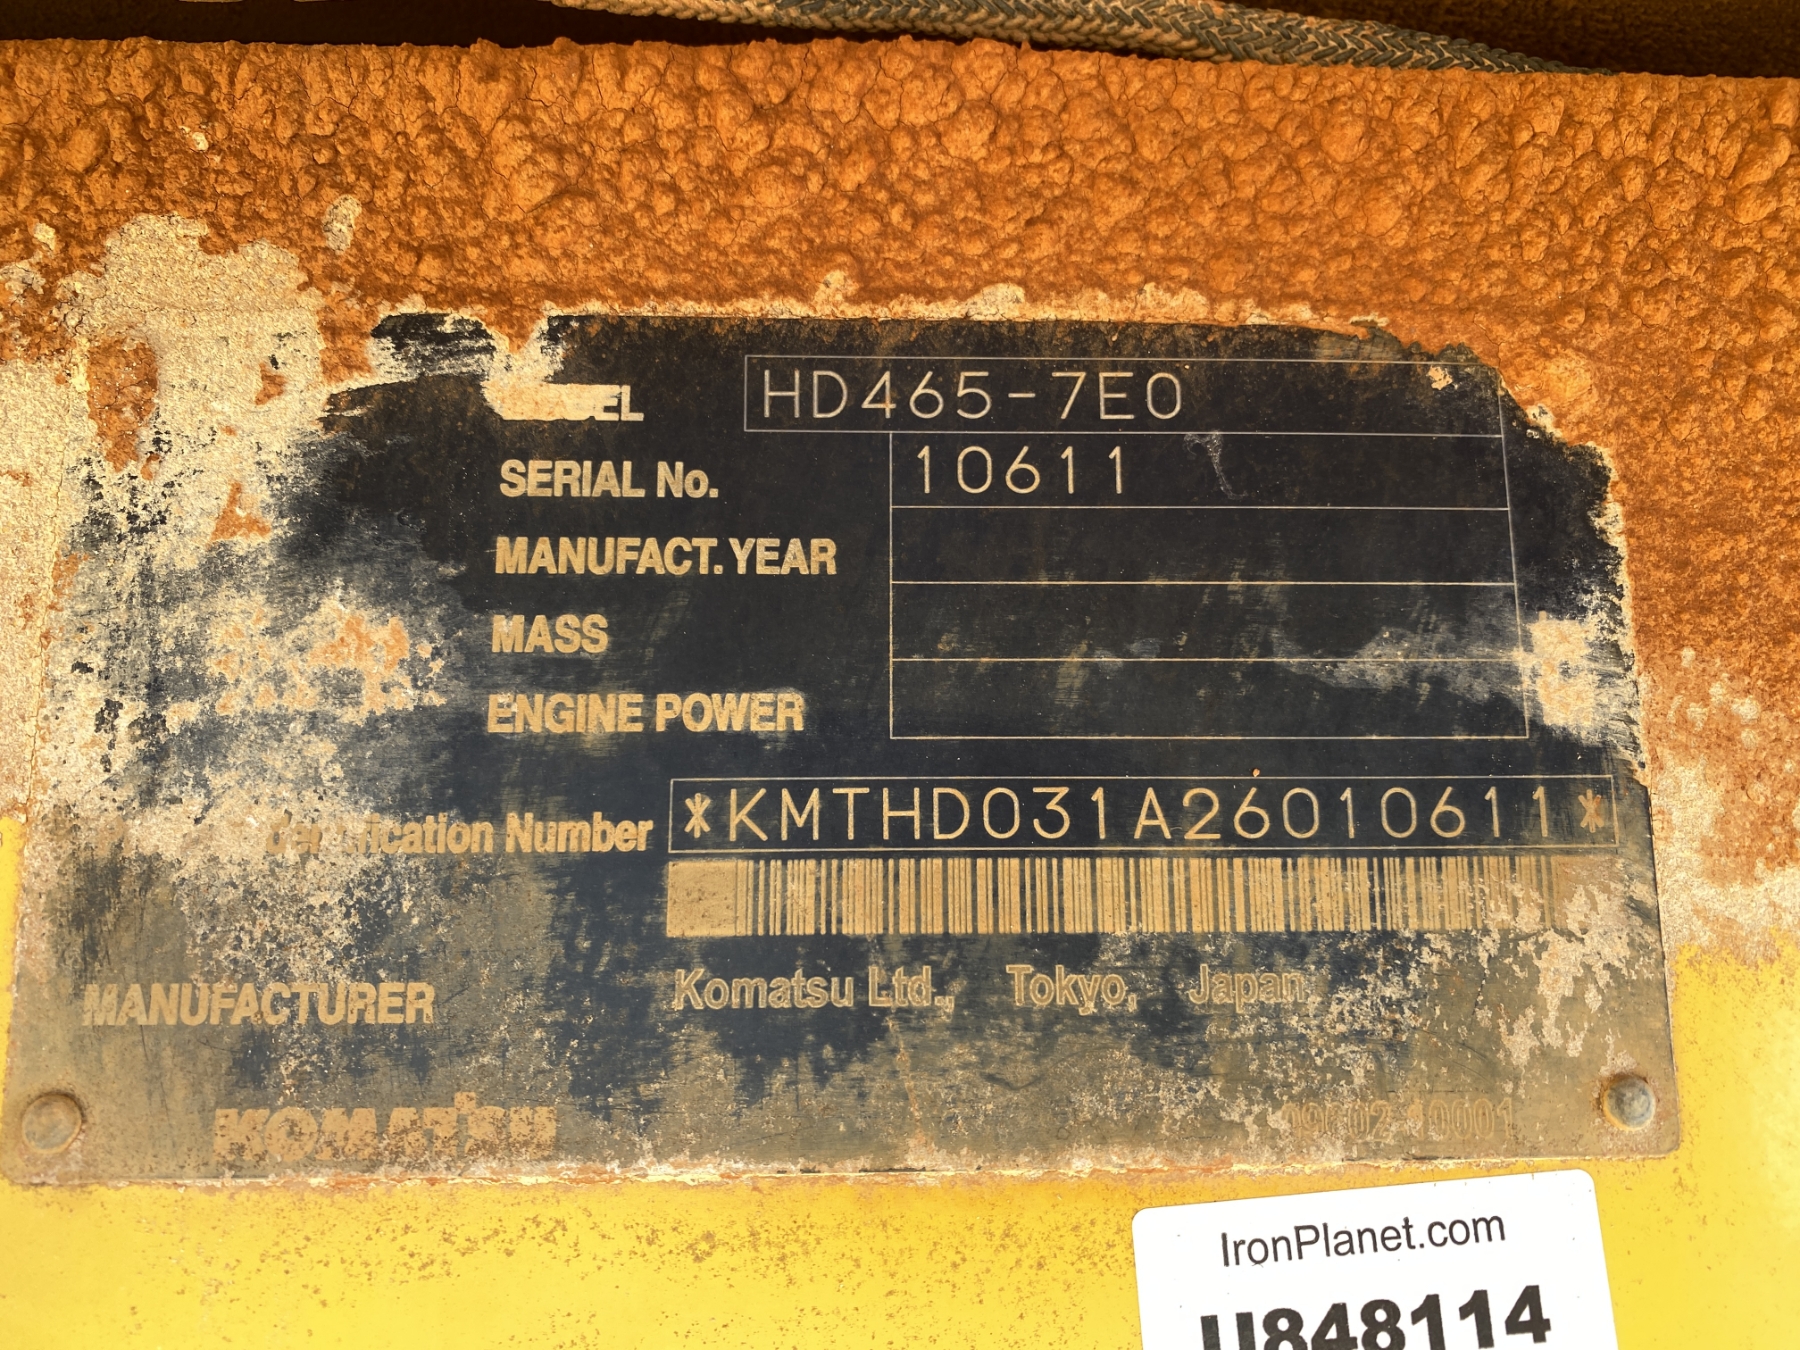 HD465-7E0
SERIAL No. 10611
MANUFACT. YEAR
MASS
ENGINE POWER
Number *KMTHD031A26010611*
MANUFACTURER Komatsu Ltd., Tokyo, Japan
KOMATSU
IronPlanet.com
U848114